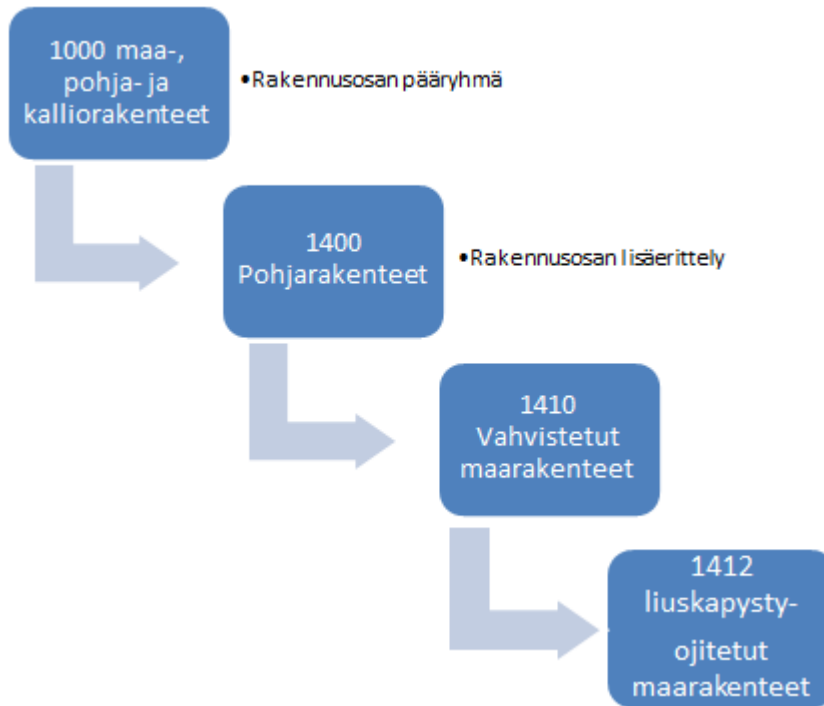 1000 maa-,
pohja- ja
kalliorakenteet
•Rakennusosan pääryhmä
1400
Pohjarakenteet
•Rakennusosan lisäerittely
1410
Vahvistetut
maarakenteet
1412
liuskapysty-
ojitetut
maarakenteet